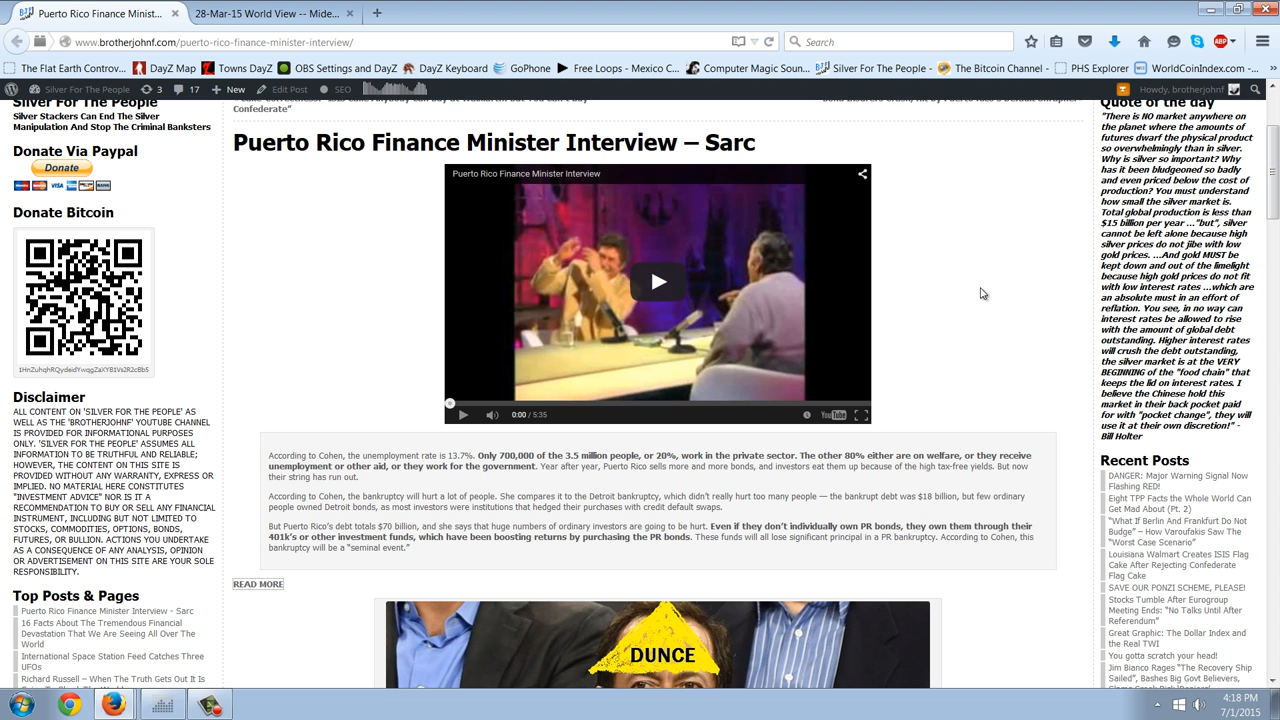 Puerto Rico Finance Minist...
28-Mar-15 World View -- Mide...
www.brotherjohnf.com/puerto-rico-finance-minister-interview/
Search
ABP
The Flat Earth Controv...
DayZ Map
Towns DayZ
OBS Settings and DayZ
DayZ Keyboard
GoPhone
Free Loops - Mexico C...
Computer Magic Soun...
Silver For The People -
The Bitcoin Channel -
PHS Explorer
WorldCoinIndex.com -
Silver For The People
3
17
New
Edit Post
SEO
Howdy, brotherjohnf
Silver For The People
Silver Stackers Can End The Silver
Manipulation And Stop The Criminal Banksters
Donate Via Paypal
Donate
VISA
Donate Bitcoin
Disclaimer
ALL CONTENT ON 'SILVER FOR THE PEOPLE' AS
WELL AS THE 'BROTHERJOHNF' YOUTUBE CHANNEL
IS PROVIDED FOR INFORMATIONAL PURPOSES
ONLY. 'SILVER FOR THE PEOPLE' ASSUMES ALL
INFORMATION TO BE TRUTHFUL AND RELIABLE;
HOWEVER, THE CONTENT ON THIS SITE IS
PROVIDED WITHOUT ANY WARRANTY, EXPRESS OR
IMPLIED. NO MATERIAL HERE CONSTITUTES
"INVESTMENT ADVICE" NOR IS IT A
RECOMMENDATION TO BUY OR SELL ANY FINANCIAL
INSTRUMENT, INCLUDING BUT NOT LIMITED TO
STOCKS, COMMODITIES, OPTIONS, BONDS,
FUTURES, OR BULLION. ACTIONS YOU UNDERTAKE
AS A CONSEQUENCE OF ANY ANALYSIS, OPINION
OR ADVERTISEMENT ON THIS SITE ARE YOUR SOLE
RESPONSIBILITY.
Top Posts & Pages
Puerto Rico Finance Minister Interview - Sarc
16 Facts About The Tremendous Financial
Devastation That We Are Seeing All Over The
World
International Space Station Feed Catches Three
UFOs
Richard Russell – When The Truth Gets Out It Is
Confederate"
Puerto Rico Finance Minister Interview – Sarc
Puerto Rico Finance Minister Interview
0:00 / 5:35
YouTube
According to Cohen, the unemployment rate is 13.7%. Only 700,000 of the 3.5 million people, or 20%, work in the private sector. The other 80% either are on welfare, or they receive
unemployment or other aid, or they work for the government. Year after year, Puerto Rico sells more and more bonds, and investors eat them up because of the high tax-free yields. But now
their string has run out.
According to Cohen, the bankruptcy will hurt a lot of people. She compares it to the Detroit bankruptcy, which didn't really hurt too many people — the bankrupt debt was $18 billion, but few ordinary
people owned Detroit bonds, as most investors were institutions that hedged their purchases with credit default swaps.
But Puerto Rico's debt totals $70 billion, and she says that huge numbers of ordinary investors are going to be hurt. Even if they don't individually own PR bonds, they own them through their
401k's or other investment funds, which have been boosting returns by purchasing the PR bonds. These funds will all lose significant principal in a PR bankruptcy. According to Cohen, this
bankruptcy will be a "seminal event."
READ MORE
DUNCE
Quote of the day
"There is NO market anywhere on
the planet where the amounts of
futures dwarf the physical product
so overwhelmingly than in silver.
Why is silver so important? Why
has it been bludgeoned so badly
and even priced below the cost of
production? You must understand
how small the silver market is.
Total global production is less than
$15 billion per year ..."but", silver
cannot be left alone because high
silver prices do not jibe with low
gold prices. ...And gold MUST be
kept down and out of the limelight
because high gold prices do not fit
with low interest rates ...which are
an absolute must in an effort of
reflation. You see, in no way can
interest rates be allowed to rise
with the amount of global debt
outstanding. Higher interest rates
will crush the debt outstanding,
the silver market is at the VERY
BEGINNING of the "food chain" that
keeps the lid on interest rates. I
believe the Chinese hold this
market in their back pocket paid
for with "pocket change", they will
use it at their own discretion!" -
Bill Holter
Recent Posts
DANGER: Major Warning Signal Now
Flashing RED!
Eight TPP Facts the Whole World Can
Get Mad About (Pt. 2)
"What If Berlin And Frankfurt Do Not
Budge" – How Varoufakis Saw The
"Worst Case Scenario"
Louisiana Walmart Creates ISIS Flag
Cake After Rejecting Confederate
Flag Cake
SAVE OUR PONZI SCHEME, PLEASE!
Stocks Tumble After Eurogroup
Meeting Ends: "No Talks Until After
Referendum"
Great Graphic: The Dollar Index and
the Real TWI
You gotta scratch your head!
Jim Bianco Rages "The Recovery Ship
Sailed", Bashes Big Govt Believers,
4:18 PM
7/1/2015